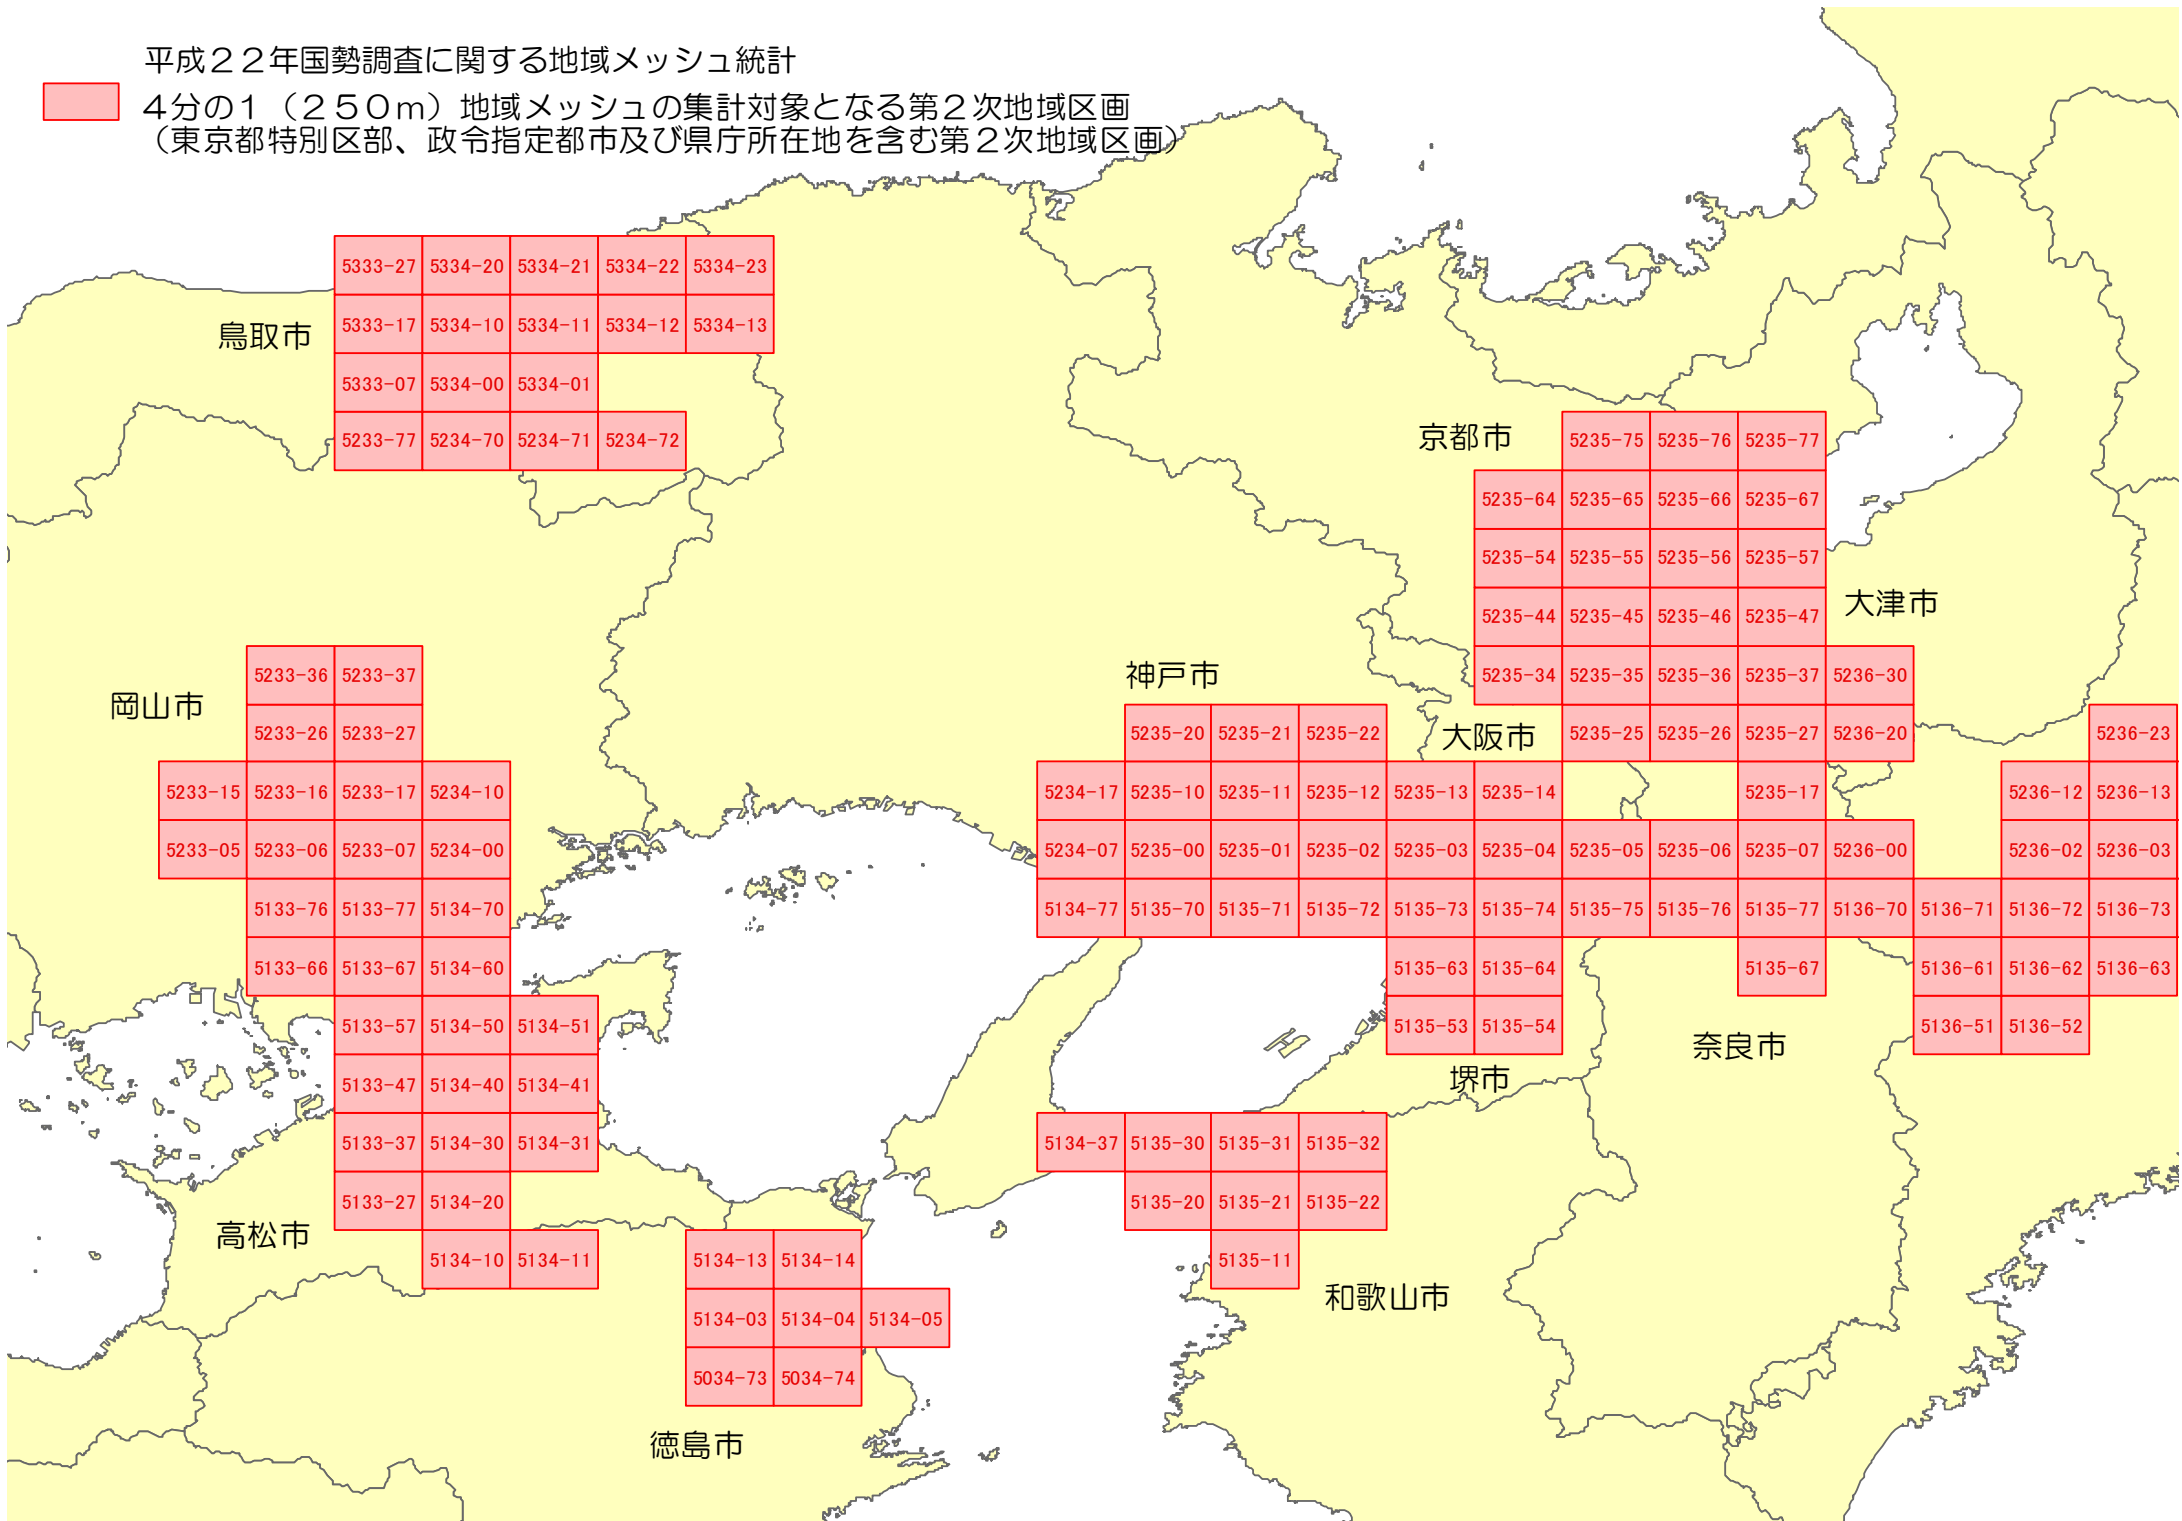 平成２２年国勢調査に関する地域メッシュ統計
４分の１（２５０ｍ）地域メッシュの集計対象となる第２次地域区画
（東京都特別区部、政令指定都市及び県庁所在地を含む第２次地域区画）
5333-27 5334-20 5334-21 5334-22 5334-23
鳥取市 5333-17 5334-10 5334-11 5334-12 5334-13
5333-07 5334-00 5334-01
京都市
5233-77 5234-70 5234-71 5234-72 5235-75 5235-76 5235-77
5235-64 5235-65 5235-66 5235-67
5235-54 5235-55 5235-56 5235-57
大津市
5235-44 5235-45 5235-46 5235-47
5233-36 5233-37 神戸市 5235-34 5235-35 5235-36 5235-37 5236-30
岡山市
5233-26 5233-27 5235-20 5235-21 5235-22 大阪市 5235-25 5235-26 5235-27 5236-20 5236-23
5233-15 5233-16 5233-17 5234-10 5234-17 5235-10 5235-11 5235-12 5235-13 5235-14 5235-17 5236-12 5236-13
5233-05 5233-06 5233-07 5234-00 5234-07 5235-00 5235-01 5235-02 5235-03 5235-04 5235-05 5235-06 5235-07 5236-00 5236-02 5236-03
5133-76 5133-77 5134-70 5134-77 5135-70 5135-71 5135-72 5135-73 5135-74 5135-75 5135-76 5135-77 5136-70 5136-71 5136-72 5136-73
5133-66 5133-67 5134-60 5135-63 5135-64 5135-67 5136-61 5136-62 5136-63
5133-57 5134-50 5134-51 5135-53 5135-54 5136-51 5136-52
奈良市
5133-47 5134-40 5134-41 堺市
5133-37 5134-30 5134-31 5134-37 5135-30 5135-31 5135-32
5133-27 5134-20 5135-20 5135-21 5135-22
高松市
5134-10 5134-11 5134-13 5134-14 5135-11
和歌山市
5134-03 5134-04 5134-05
5034-73 5034-74
徳島市